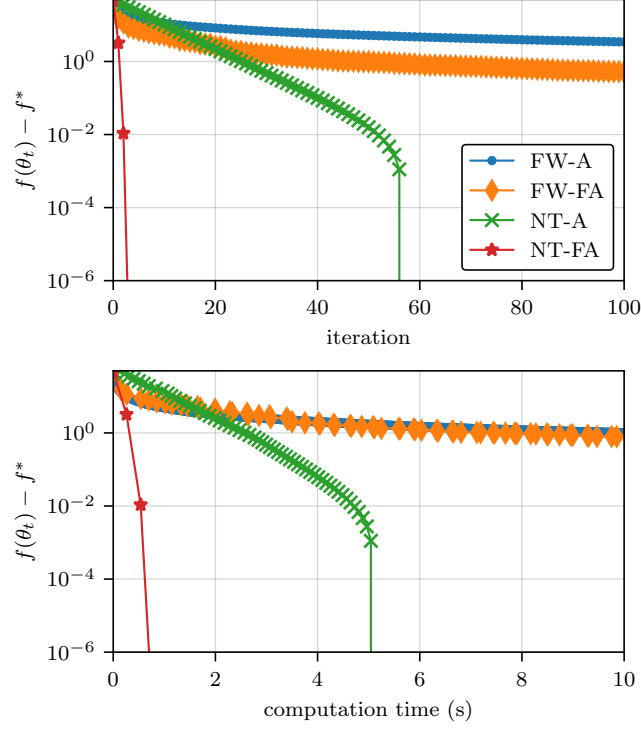 10^0
10^{-2}
10^{-4}
10^{-6}
f(θ_t) − f*
FW-A
FW-FA
NT-A
NT-FA
0 20 40 60 80 100
iteration
10^0
10^{-2}
10^{-4}
10^{-6}
f(θ_t) − f*
0 2 4 6 8 10
computation time (s)